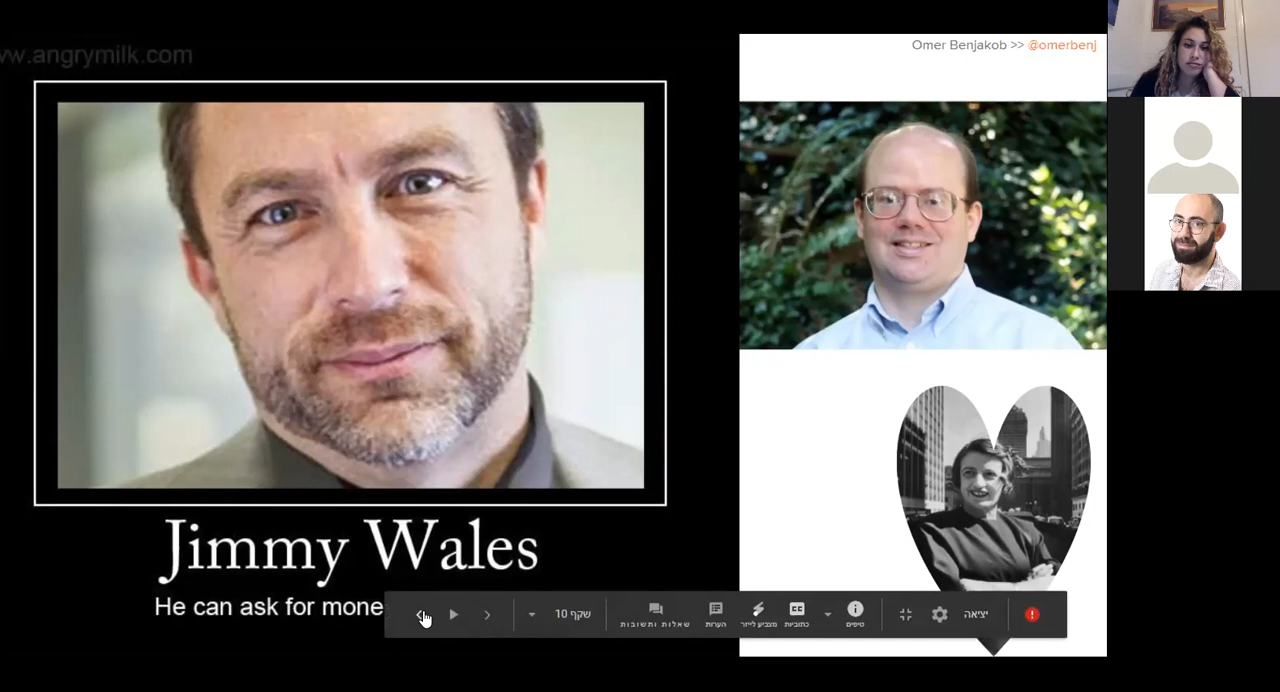 ww.angrymilk.com
Omer Benjakob >> @omerbenj
Jimmy Wales
He can ask for mone
שקף 10
שאלות ותשובות
הערות
מצביע לייזר
כתוביות
טיפים
יציאה
CC